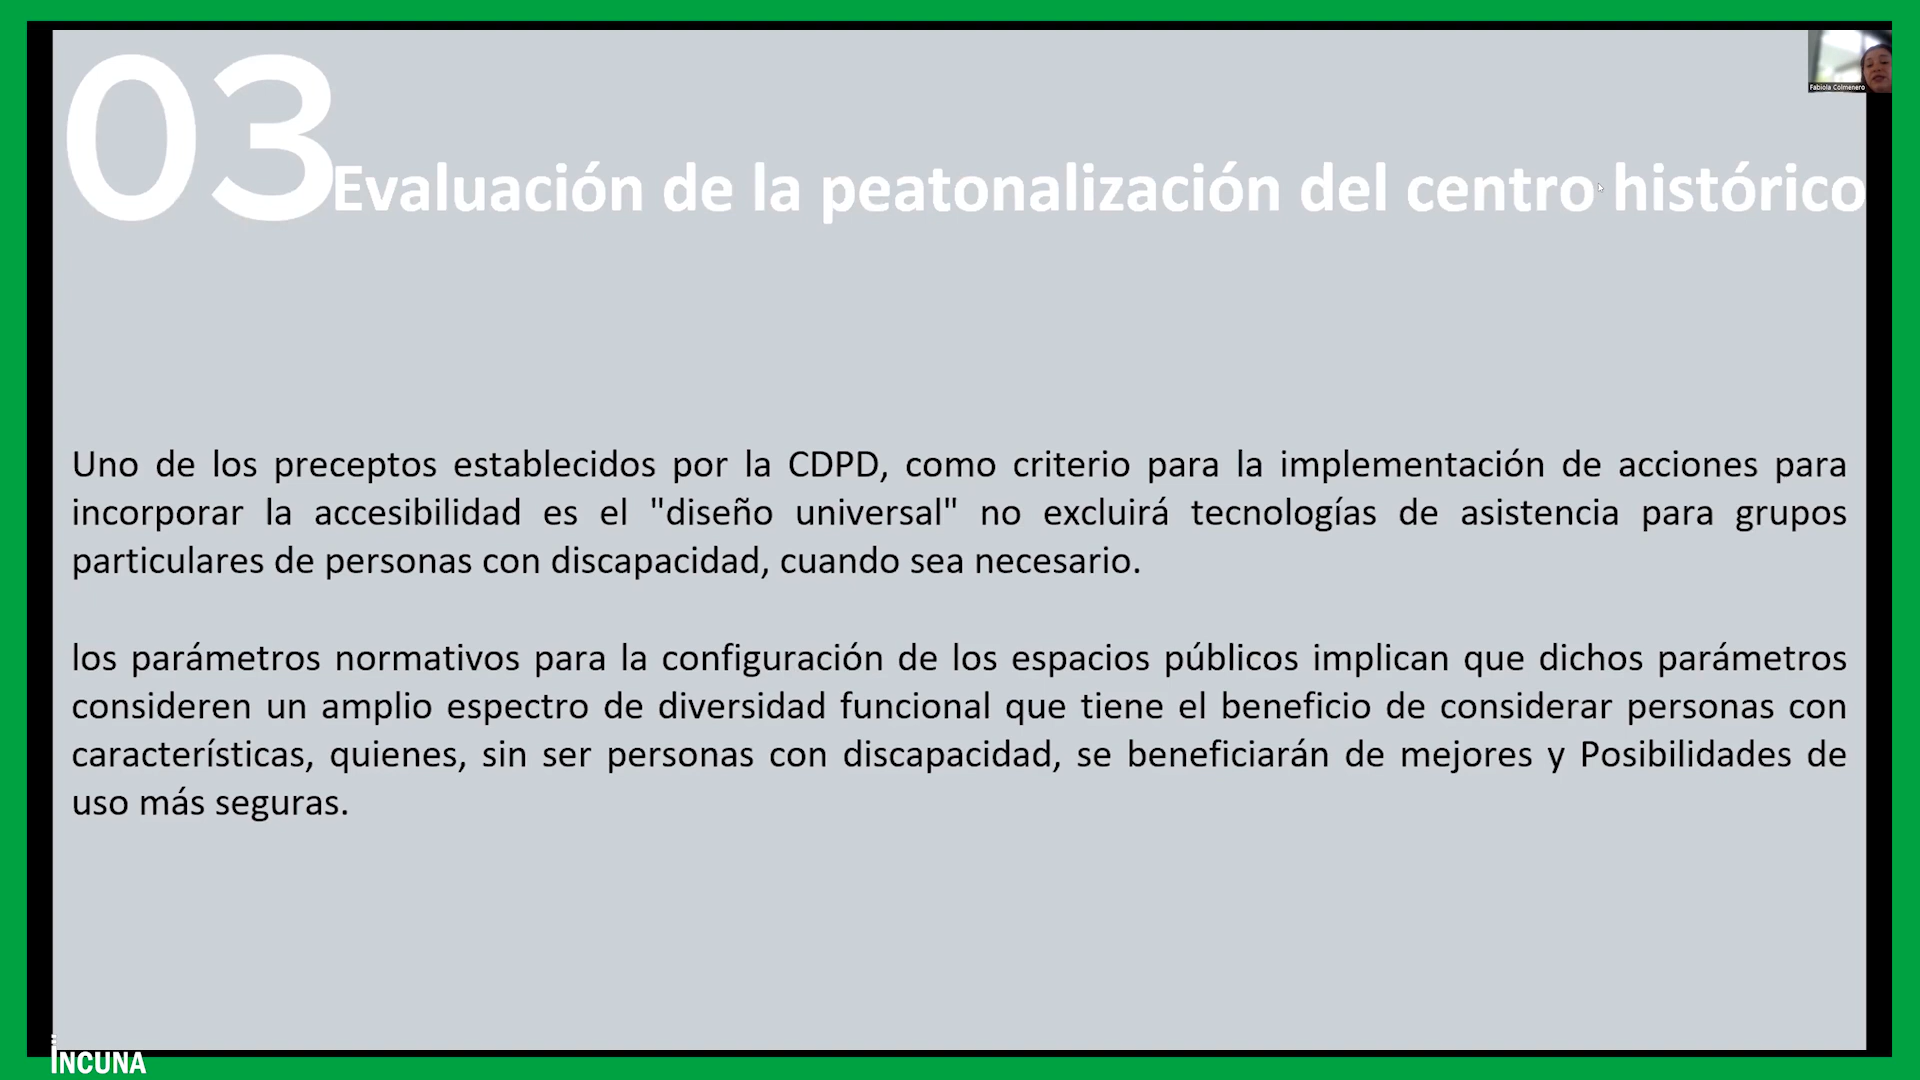 03
Evaluación de la peatonalización del centro histórico
Fabiola Colmenero
Uno de los preceptos establecidos por la CDPD, como criterio para la implementación de acciones para
incorporar la accesibilidad es el "diseño universal" no excluirá tecnologías de asistencia para grupos
particulares de personas con discapacidad, cuando sea necesario.
los parámetros normativos para la configuración de los espacios públicos implican que dichos parámetros
consideren un amplio espectro de diversidad funcional que tiene el beneficio de considerar personas con
características, quienes, sin ser personas con discapacidad, se beneficiarán de mejores y Posibilidades de
uso más seguras.
INCUNA